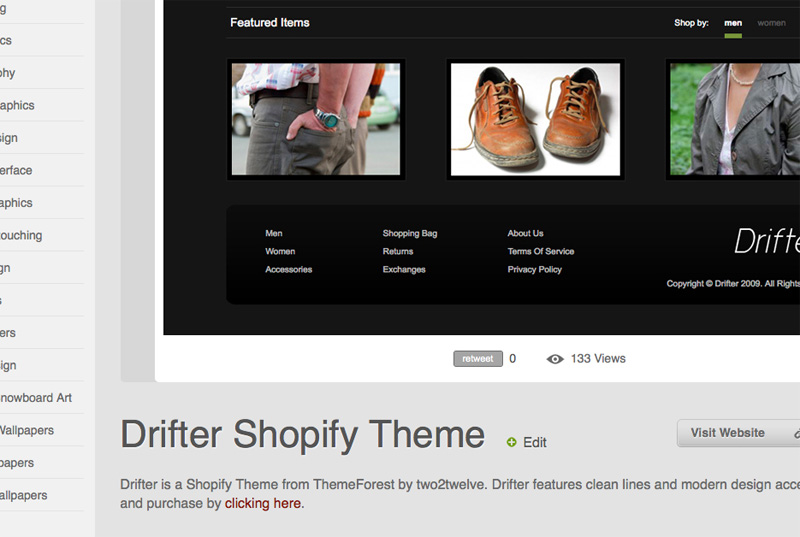 Featured Items
Shop by: men women
Men
Women
Accessories
Shopping Bag
Returns
Exchanges
About Us
Terms Of Service
Privacy Policy
Drifte
Copyright © Drifter 2009. All Rights
retweet 0 133 Views
Drifter Shopify Theme
Edit
Visit Website
Drifter is a Shopify Theme from ThemeForest by two2twelve. Drifter features clean lines and modern design acce
and purchase by clicking here.
g
cs
phy
raphics
sign
erface
aphics
touching
gn
s
ers
ign
nowboard Art
Wallpapers
papers
allpapers